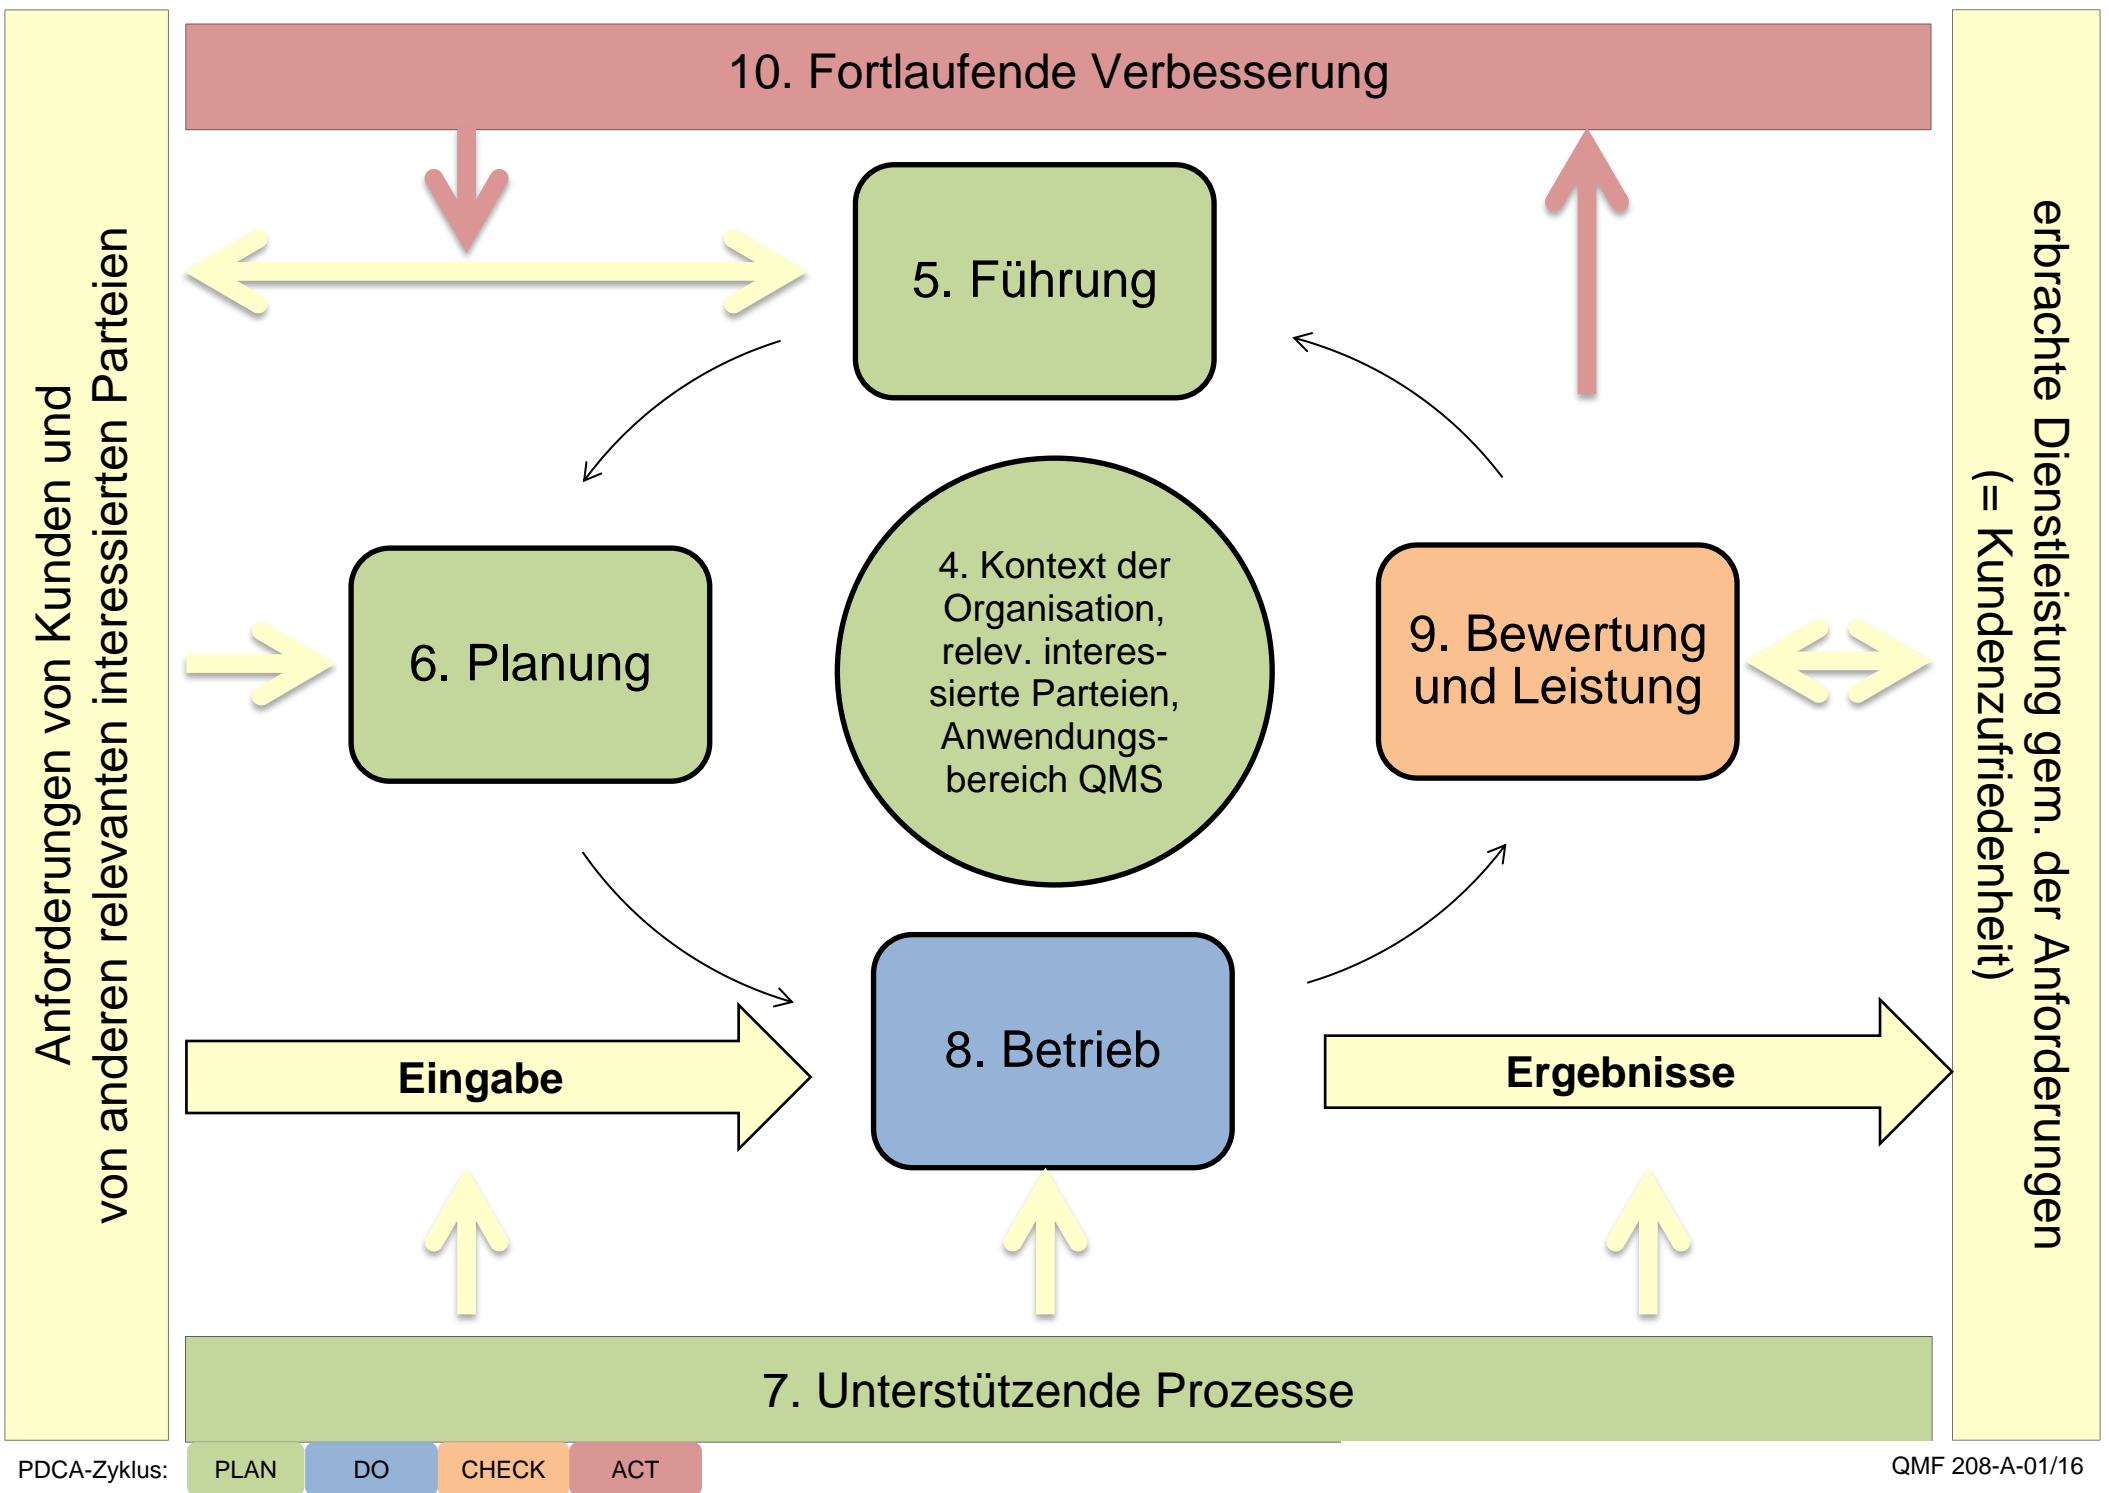 Anforderungen von Kunden und
von anderen relevanten interessierten Parteien
10. Fortlaufende Verbesserung
5. Führung
6. Planung
4. Kontext der
Organisation,
relev. interes-
sierte Parteien,
Anwendungs-
bereich QMS
9. Bewertung
und Leistung
8. Betrieb
Eingabe
Ergebnisse
7. Unterstützende Prozesse
erbrachte Dienstleistung gem. der Anforderungen
(= Kundenzufriedenheit)
PDCA-Zyklus:
PLAN
DO
CHECK
ACT
QMF 208-A-01/16